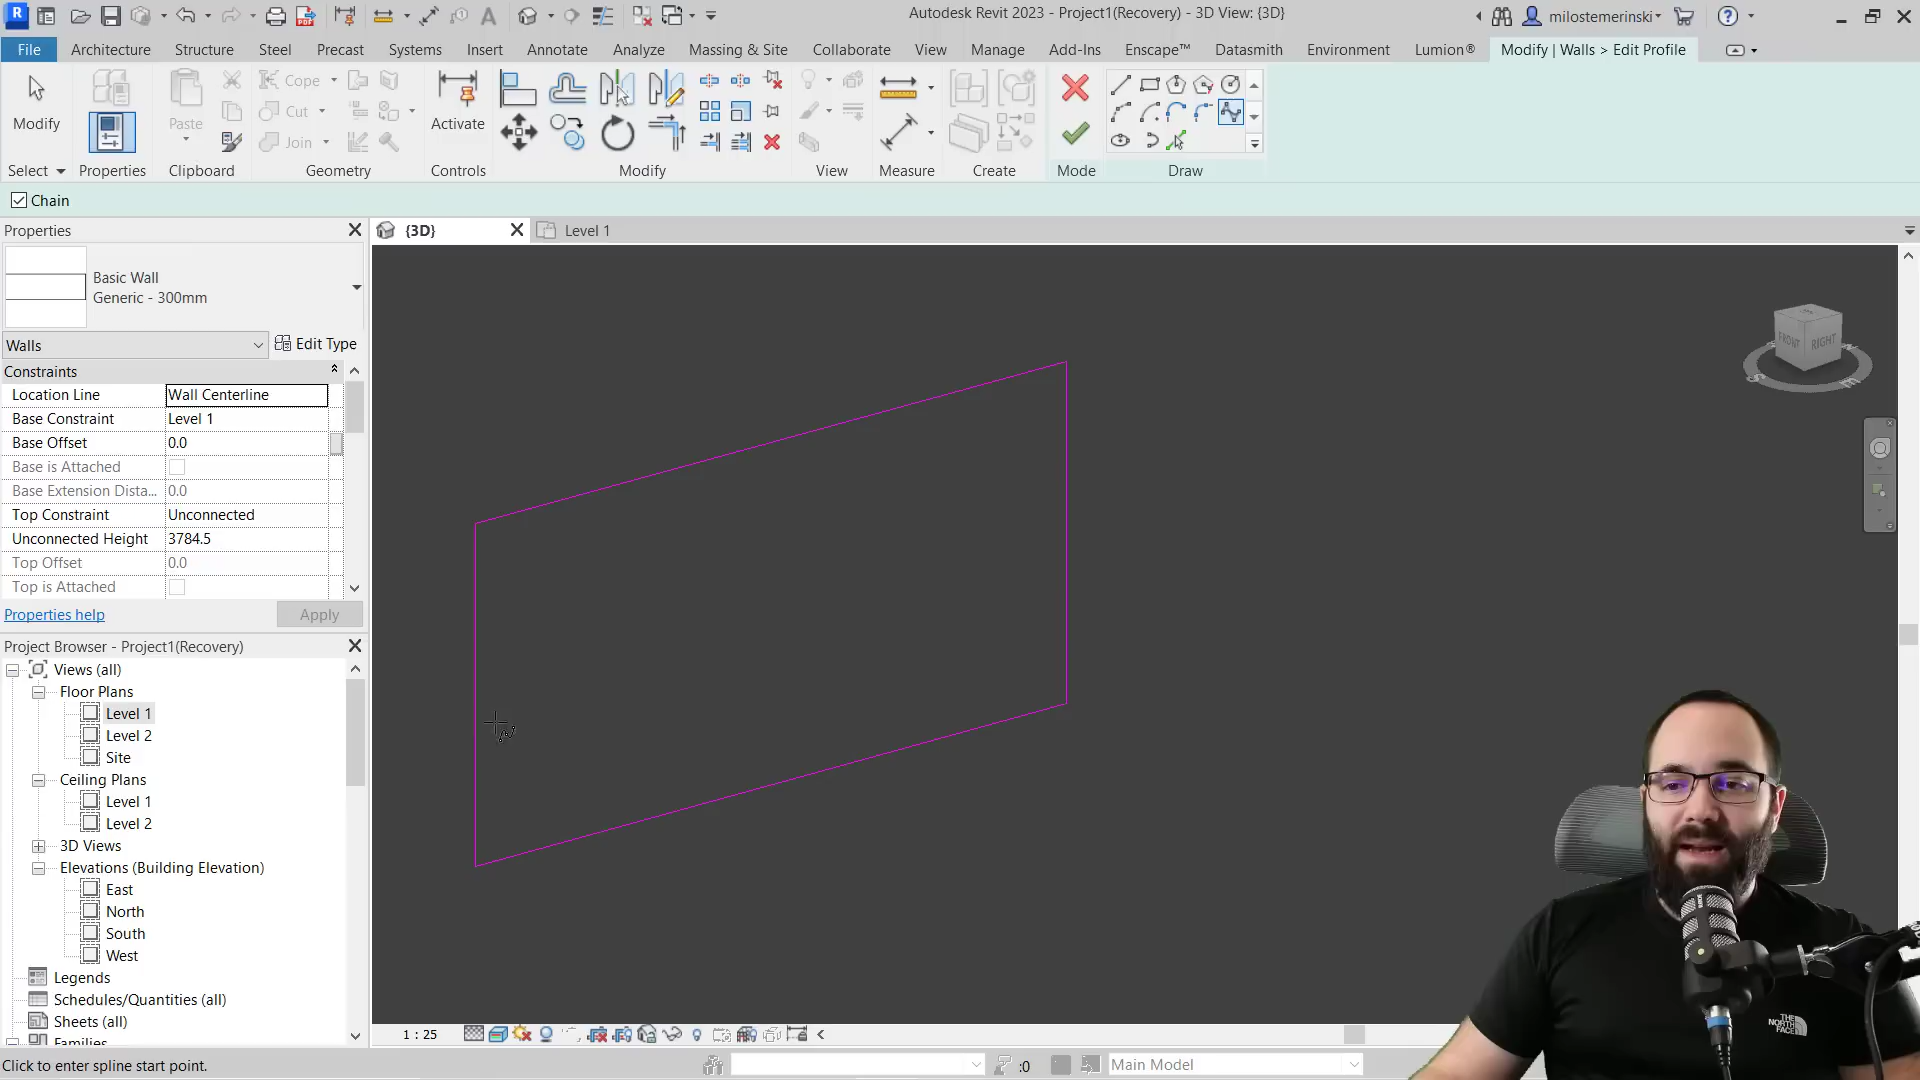 Autodesk Revit 2023 - Project1(Recovery) - 3D View: {3D}
milostemerinski
File
Architecture
Structure
Steel
Precast
Systems
Insert
Annotate
Analyze
Massing & Site
Collaborate
View
Manage
Add-Ins
Enscape™
Datasmith
Environment
Lumion®
Modify | Walls > Edit Profile
Modify
Paste
Cope
Cut
Join
Activate
Select
Properties
Clipboard
Geometry
Controls
Modify
View
Measure
Create
Mode
Draw
Chain
Properties
{3D}
Level 1
Basic Wall
Generic - 300mm
Walls
Edit Type
Constraints
Location Line Wall Centerline
Base Constraint Level 1
Base Offset 0.0
Base is Attached
Base Extension Dista... 0.0
Top Constraint Unconnected
Unconnected Height 3784.5
Top Offset 0.0
Top is Attached
Properties help
Apply
Project Browser - Project1(Recovery)
Views (all)
Floor Plans
Level 1
Level 2
Site
Ceiling Plans
Level 1
Level 2
3D Views
Elevations (Building Elevation)
East
North
South
West
Legends
Schedules/Quantities (all)
Sheets (all)
Families
FRONT
RIGHT
S
E
1 : 25
Click to enter spline start point.
:0
Main Model
THE
NORTH
FACE